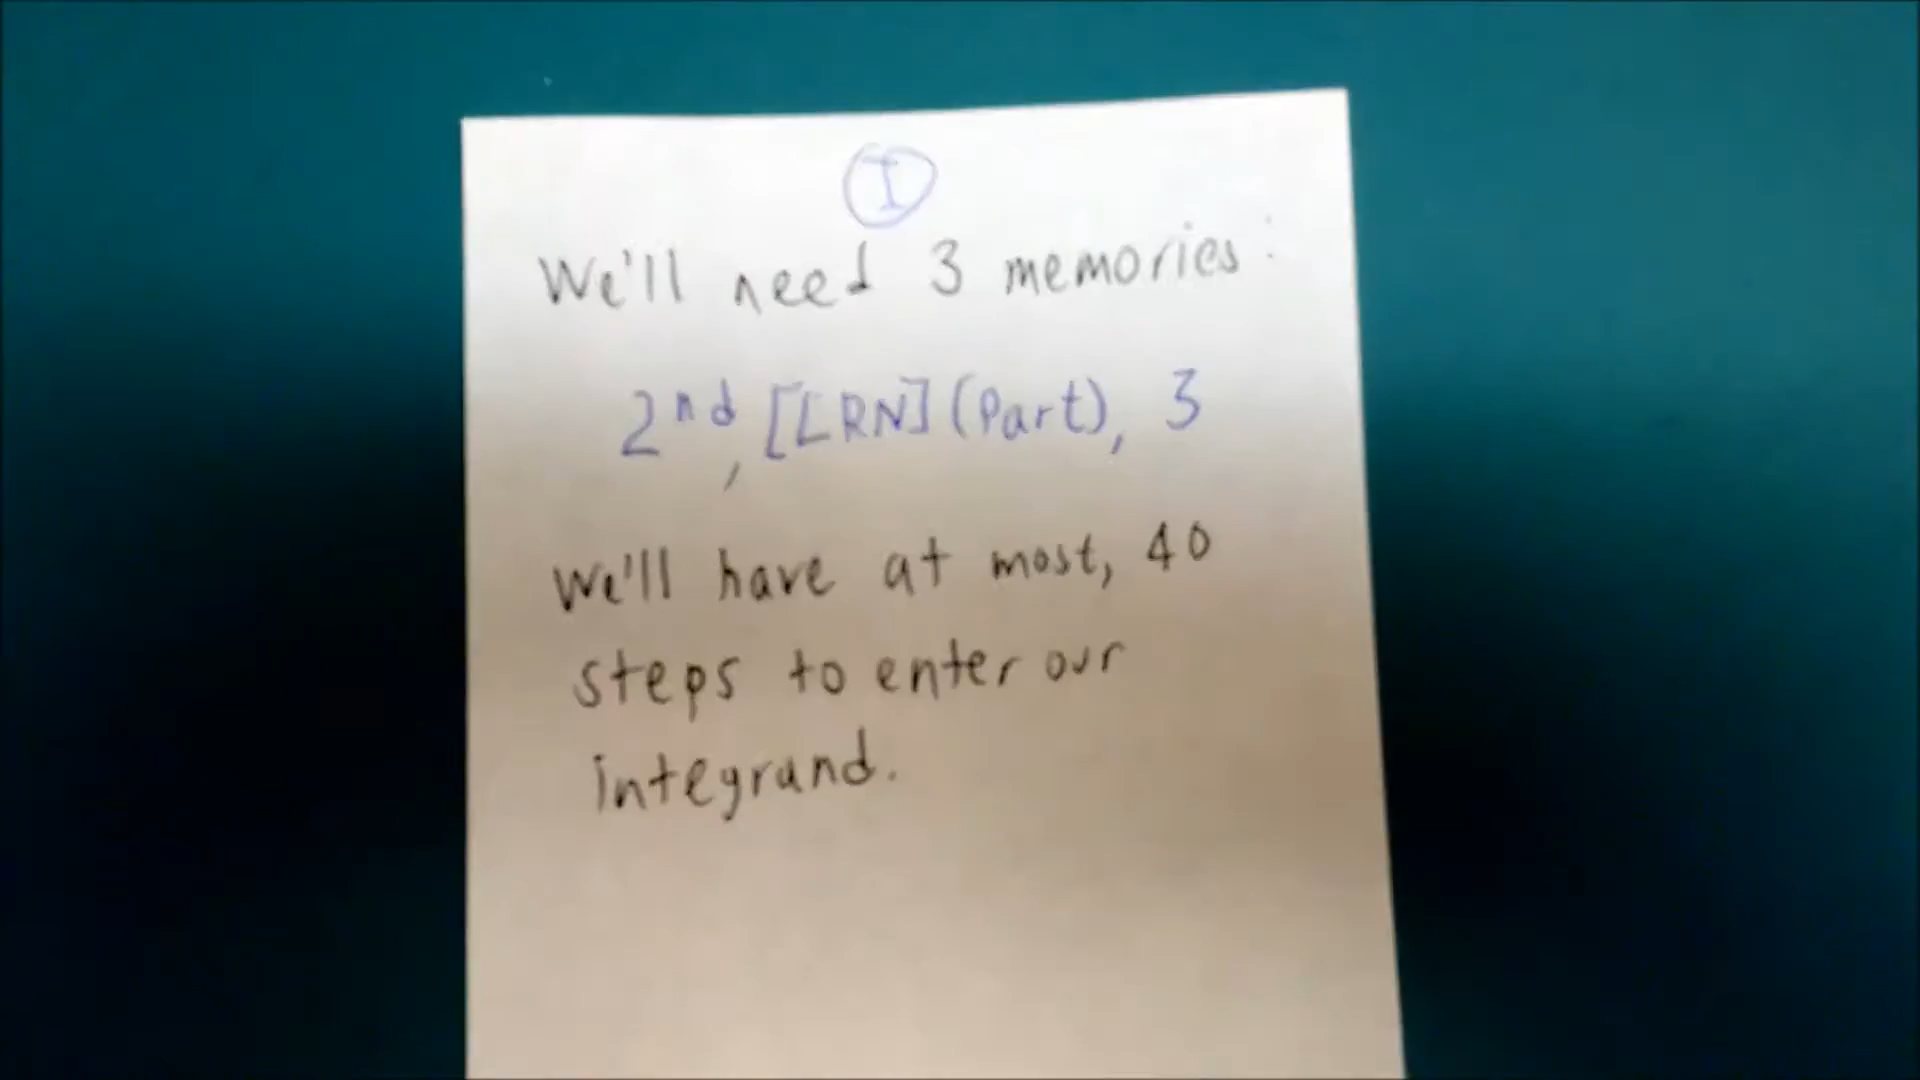 I
We'll need 3 memories:
2nd, [LRN] (Part), 3
We'll have at most, 40
steps to enter our
integrand.